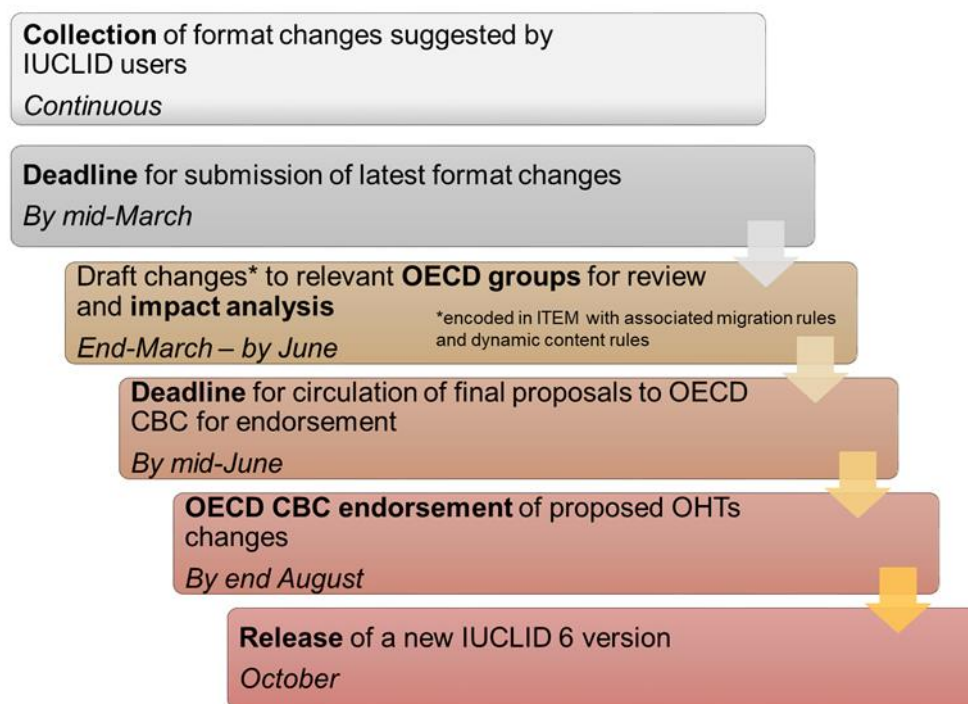 Collection of format changes suggested by
IUCLID users
Continuous
Deadline for submission of latest format changes
By mid-March
Draft changes* to relevant OECD groups for review
and impact analysis
*encoded in ITEM with associated migration rules
and dynamic content rules
End-March – by June
Deadline for circulation of final proposals to OECD
CBC for endorsement
By mid-June
OECD CBC endorsement of proposed OHTs
changes
By end August
Release of a new IUCLID 6 version
October